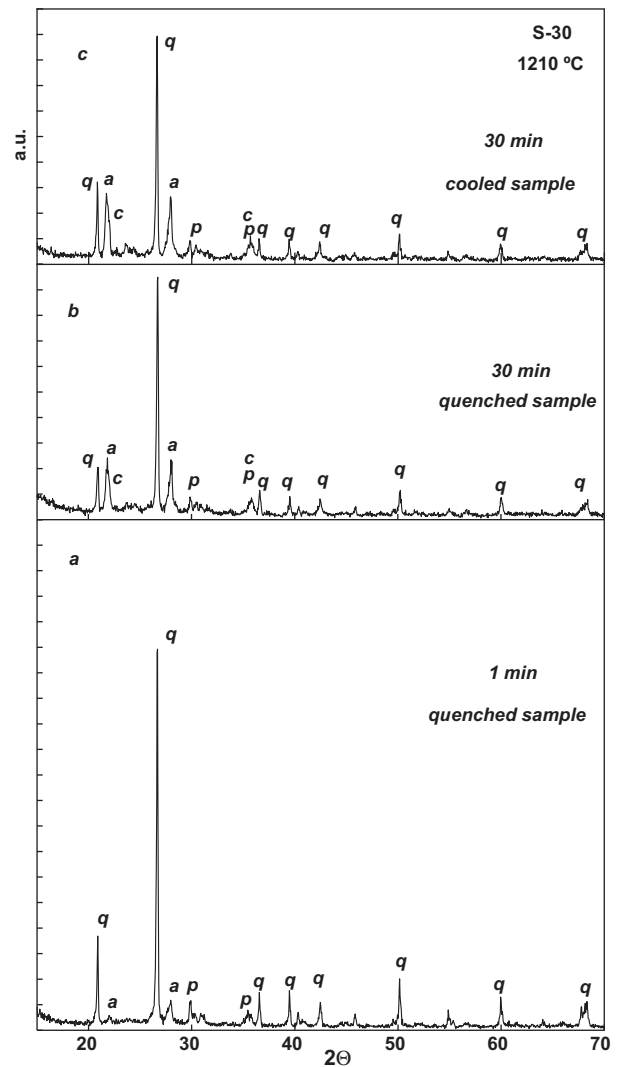 S-30
c
q
1210 ºC
a.u.
30 min
q a
a
cooled sample
c
c
p
p q
q
q
q
q
q
b
q
30 min
quenched sample
a
q
a
c
c
p
p q
q
q
q
q
q
a
q
1 min
quenched sample
q
a
a p
p
q
q
q
q
q
q
20
30
40
50
60
70
2Θ